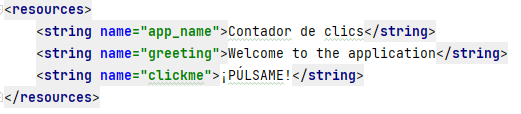 <resources>
<string name="app_name">Contador de clics</string>
<string name="greeting">Welcome to the application</string>
<string name="clickme">¡PÚLSAME!</string>
</resources>